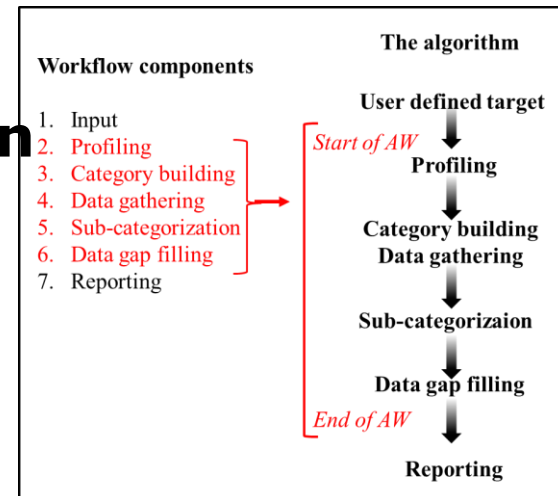 n
Workflow components
1. Input
2. Profiling
3. Category building
4. Data gathering
5. Sub-categorization
6. Data gap filling
7. Reporting
The algorithm
User defined target
Start of AW
Profiling
Category building
Data gathering
Sub-categorizaion
Data gap filling
End of AW
Reporting